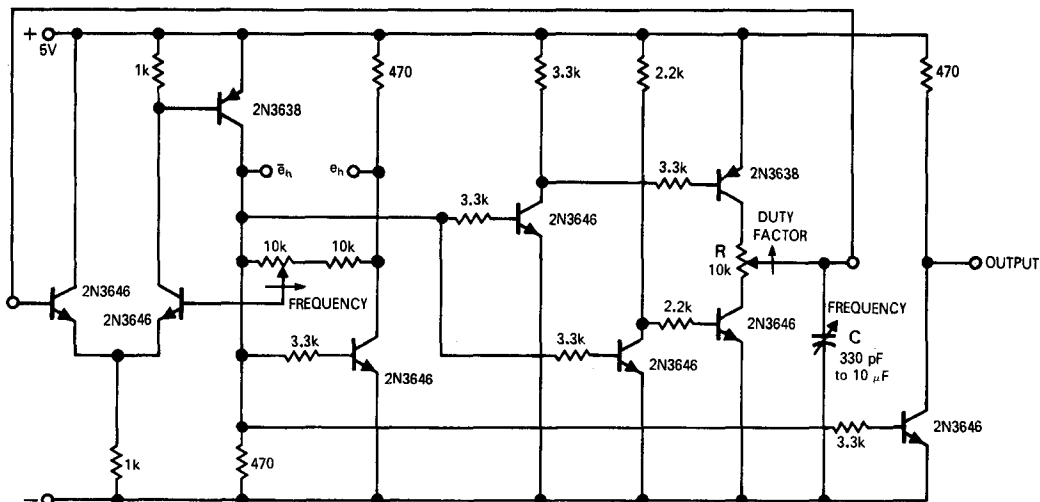 +
5V
1k
2N3638
470
3.3k
2.2k
ēh
eh
3.3k
2N3646
3.3k
2N3638
DUTY
FACTOR
R
10k
OUTPUT
10k
10k
FREQUENCY
2N3646
2N3646
3.3k
2N3646
3.3k
2N3646
2.2k
2N3646
FREQUENCY
C
330 pF
to 10 μF
470
1k
470
3.3k
2N3646
−